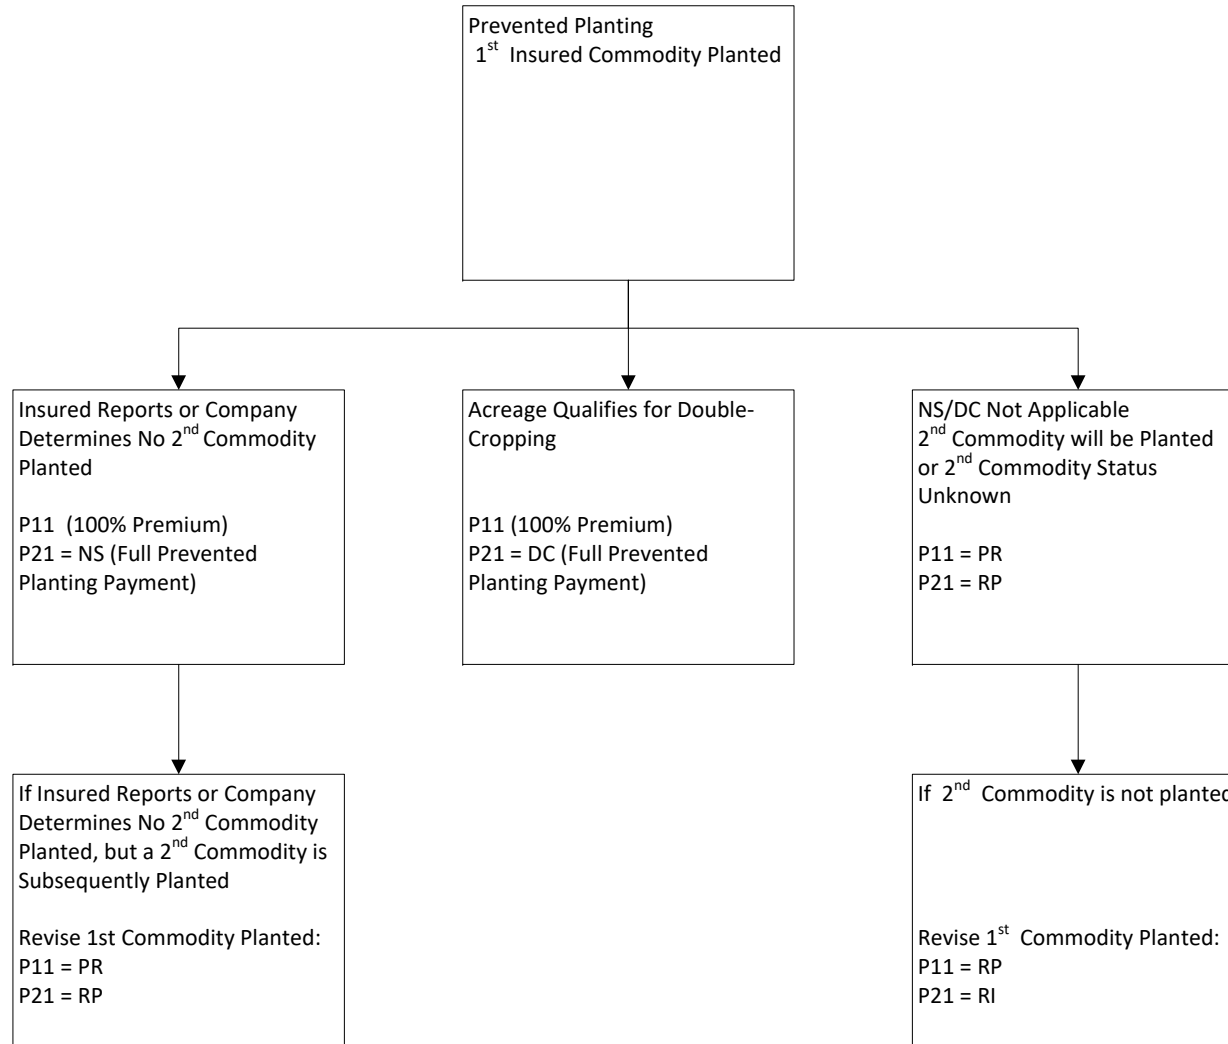 Prevented Planting
1st Insured Commodity Planted
Insured Reports or Company
Determines No 2nd Commodity
Planted
P11 (100% Premium)
P21 = NS (Full Prevented
Planting Payment)
Acreage Qualifies for Double-
Cropping
P11 (100% Premium)
P21 = DC (Full Prevented
Planting Payment)
NS/DC Not Applicable
2nd Commodity will be Planted
or 2nd Commodity Status
Unknown
P11 = PR
P21 = RP
If Insured Reports or Company
Determines No 2nd Commodity
Planted, but a 2nd Commodity is
Subsequently Planted
Revise 1st Commodity Planted:
P11 = PR
P21 = RP
If 2nd Commodity is not planted
Revise 1st Commodity Planted:
P11 = RP
P21 = RI